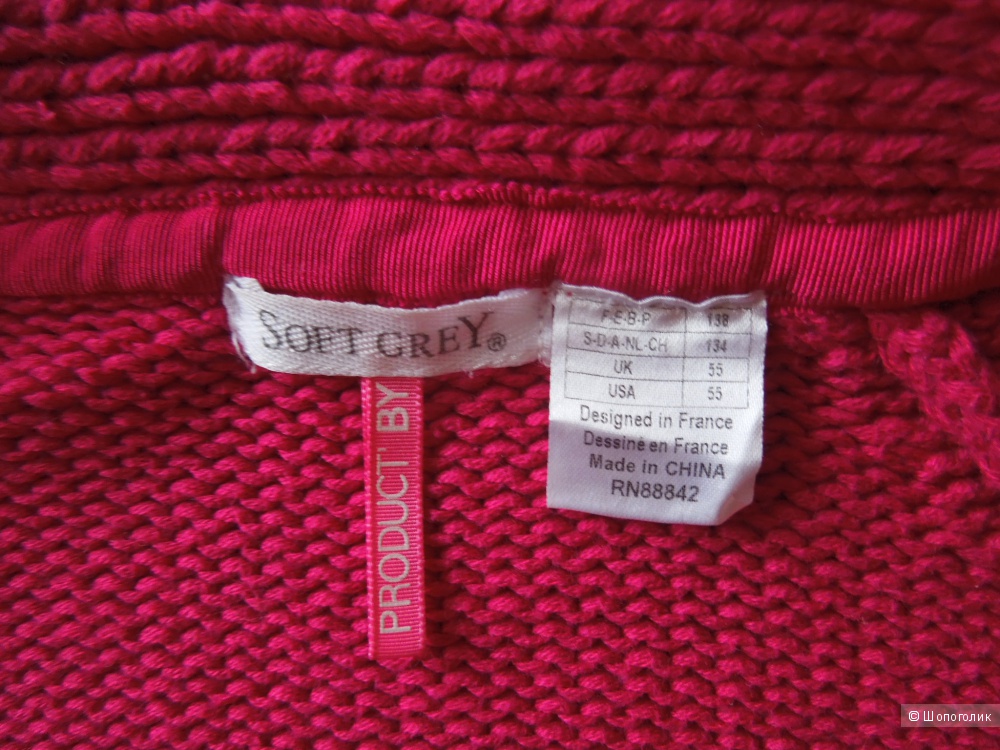 SOFT GREY®
PRODUCT BY
F-E-B-P 138
S-D-A-NL-CH 134
UK 55
USA 55
Designed in France
Dessiné en France
Made in CHINA
RN88842
© Шопоголик